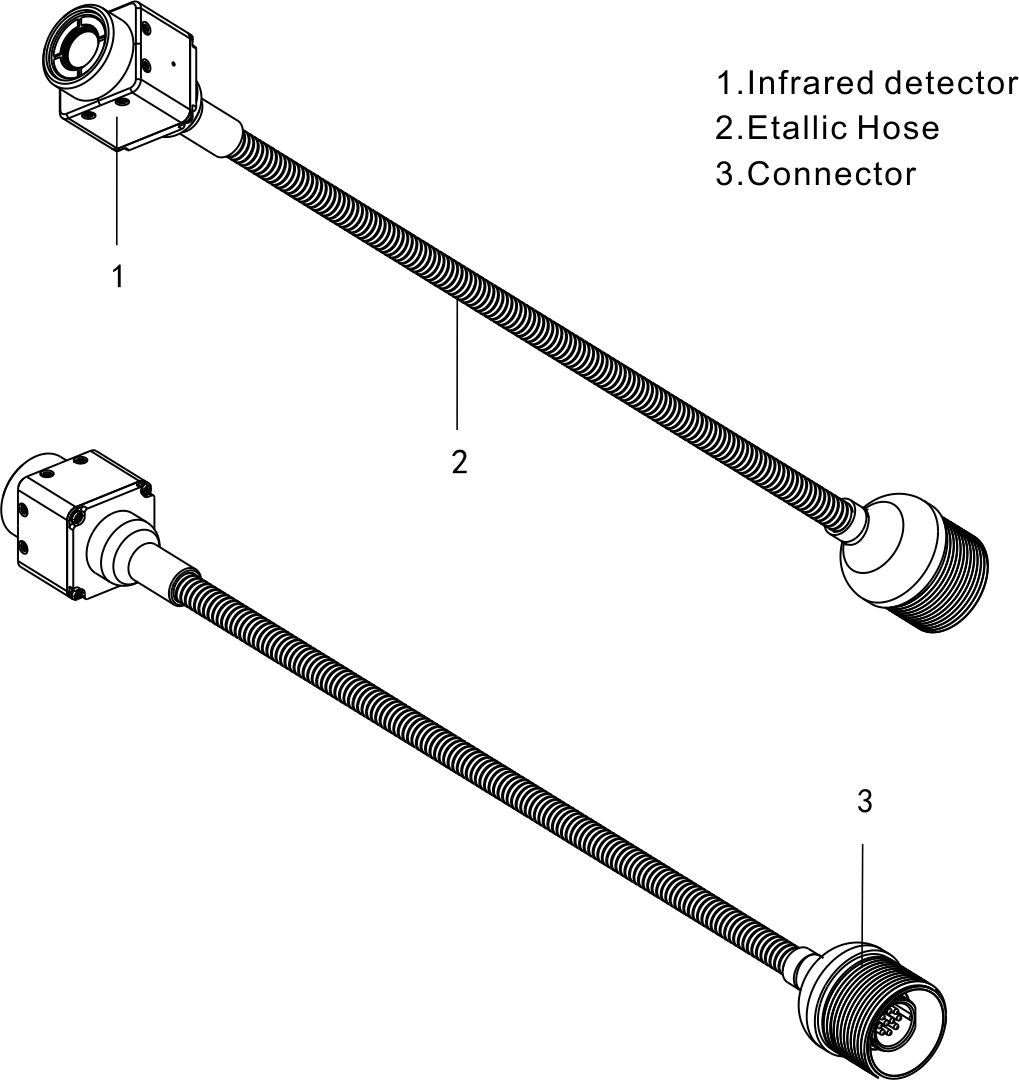 1.Infrared detector
2.Etallic Hose
3.Connector
1
2
3